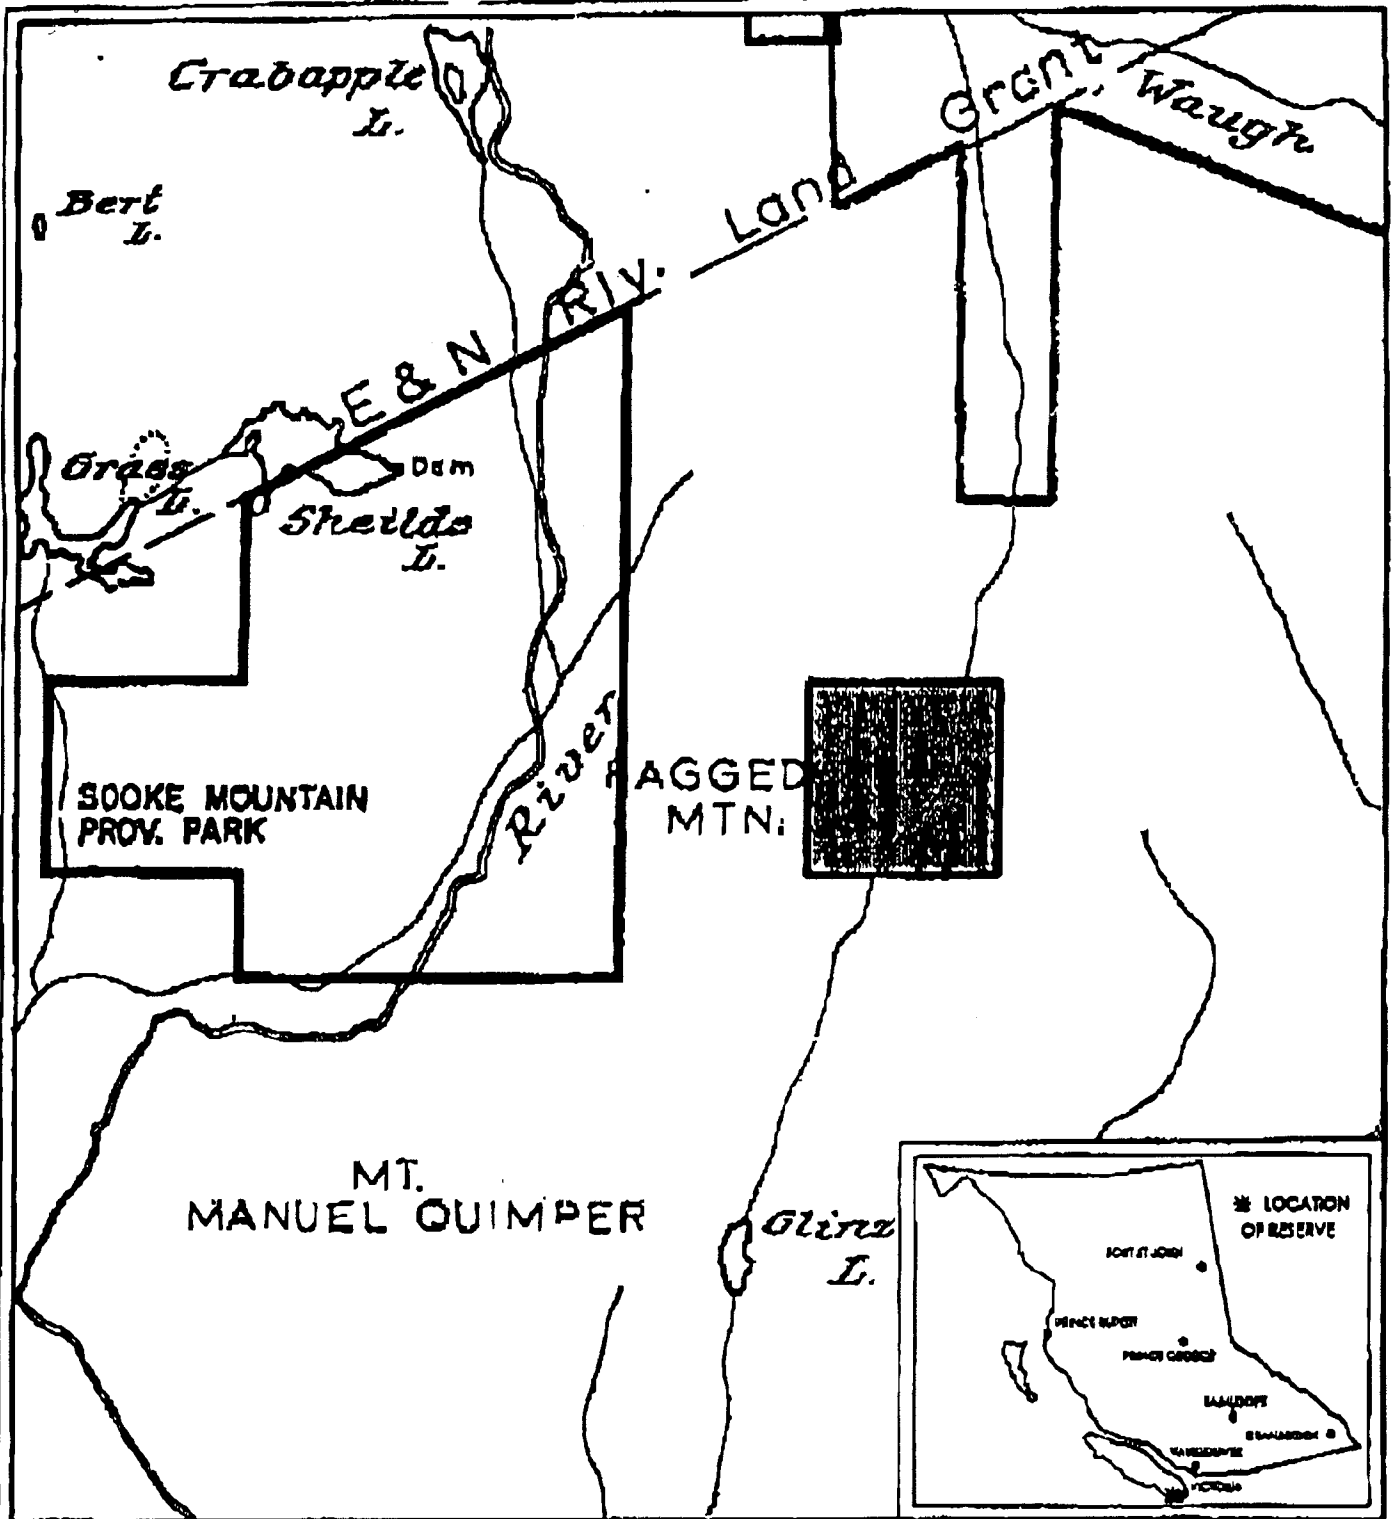 Crabapple
L.
Grant
Waugh
Bert
L.
Land
E & N Rly.
Grass
L.
Dam
Sheilds
L.
River
RAGGED
MTN.
SOOKE MOUNTAIN
PROV. PARK
MT.
MANUEL QUIMPER
Glinz
L.
✳ LOCATION
OF RESERVE
FORT ST JOHN
PRINCE RUPERT
PRINCE GEORGE
KAMLOOPS
VANCOUVER
VICTORIA